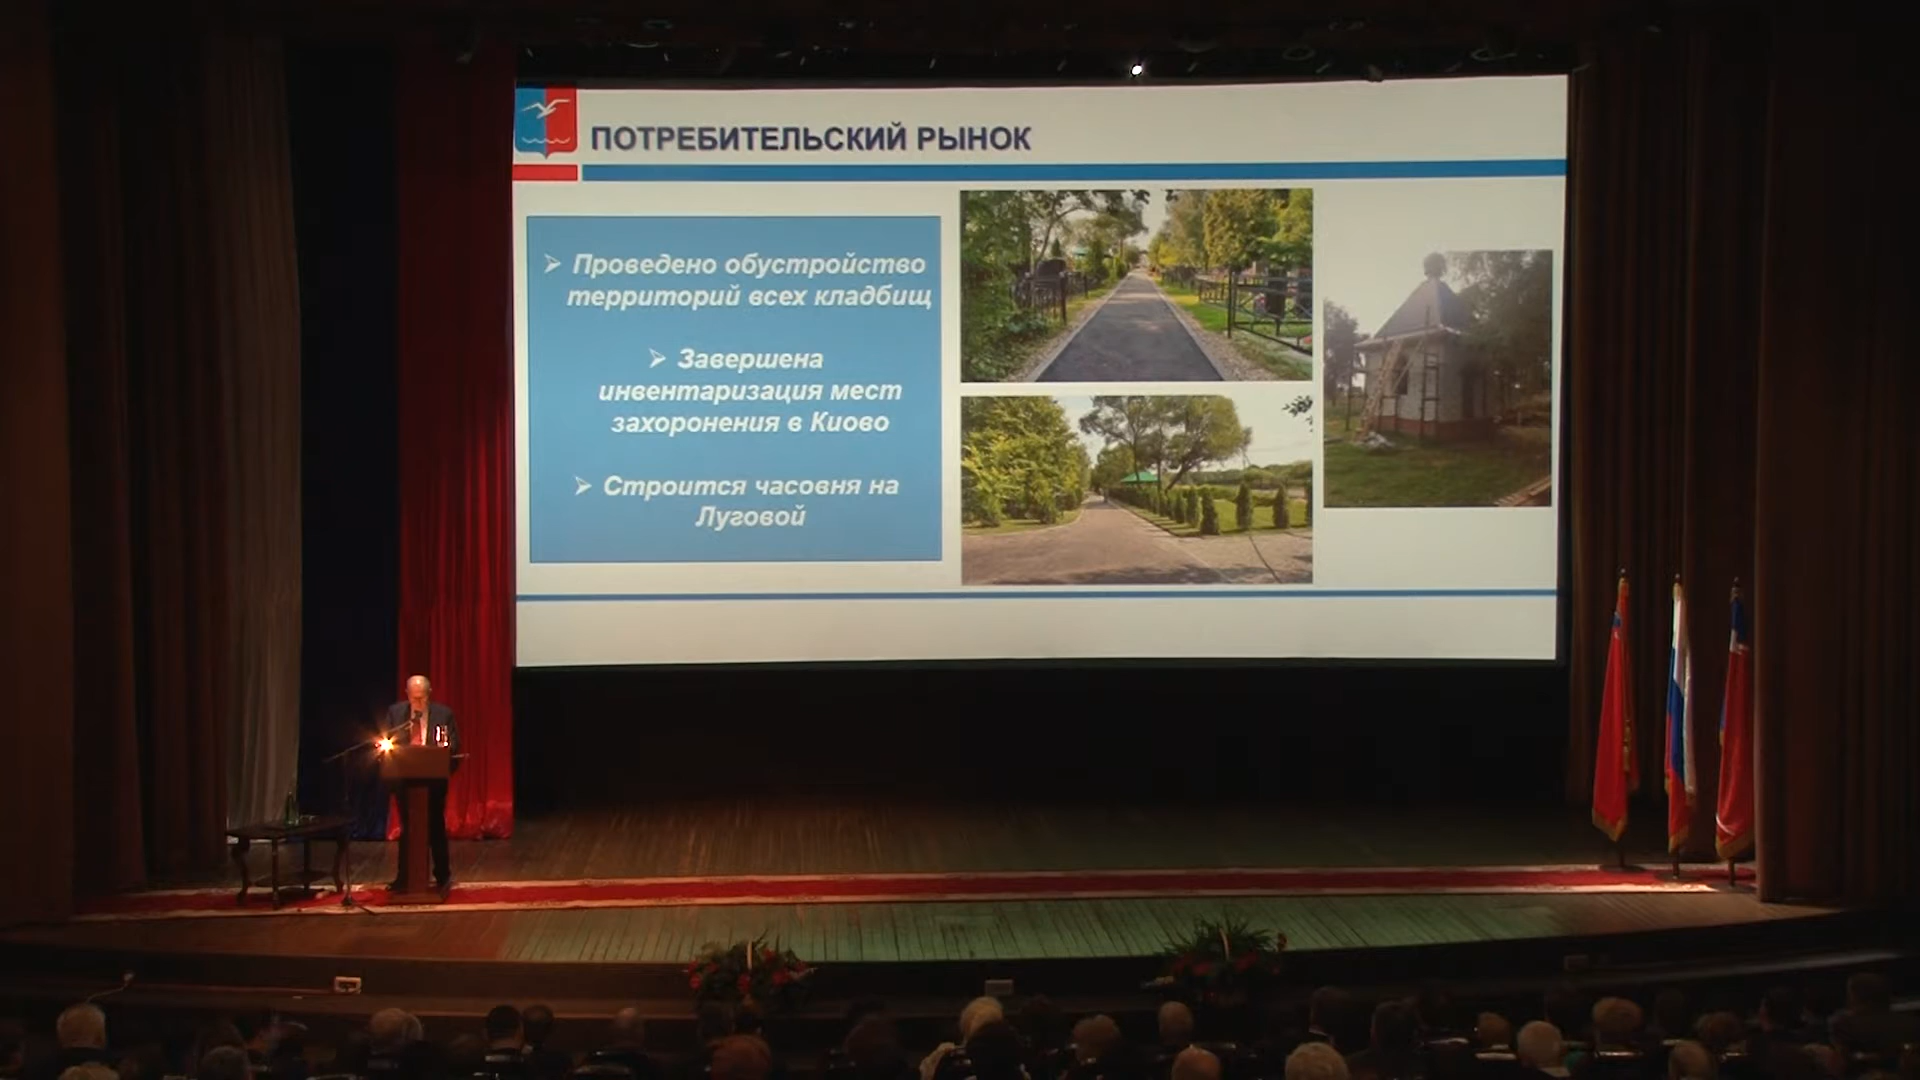 ПОТРЕБИТЕЛЬСКИЙ РЫНОК
➢ Проведено обустройство
территорий всех кладбищ
➢ Завершена
инвентаризация мест
захоронения в Киово
➢ Строится часовня на
Луговой